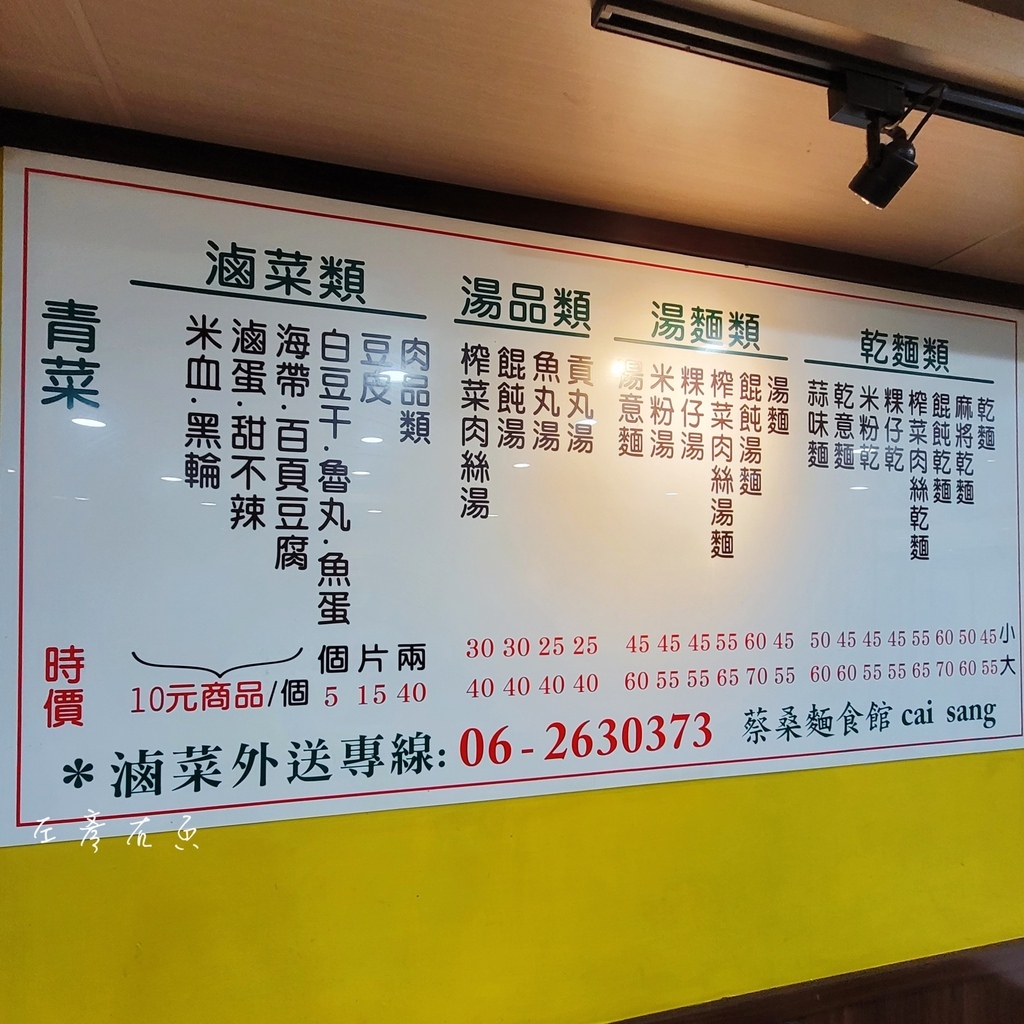 乾麵類
乾麵
麻將乾麵
餛飩乾麵
榨菜肉絲乾麵
粿仔乾
米粉乾
乾意麵
蒜味麵
湯麵類
湯麵
餛飩湯麵
榨菜肉絲湯麵
粿仔湯
米粉湯
湯意麵
湯品類
貢丸湯
魚丸湯
餛飩湯
榨菜肉絲湯
滷菜類
肉品類
豆皮
白豆干·魯丸·魚蛋
海帶·百頁豆腐
滷蛋·甜不辣
米血·黑輪
青菜
時價
30 30 25 25 45 45 45 55 60 45 50 45 45 45 55 60 50 45 小
40 40 40 40 60 55 55 65 70 55 60 60 55 55 65 70 60 55 大
個 片 兩
10元商品/個 5 15 40
*滷菜外送專線: 06-2630373 蔡桑麵食館 cai sang